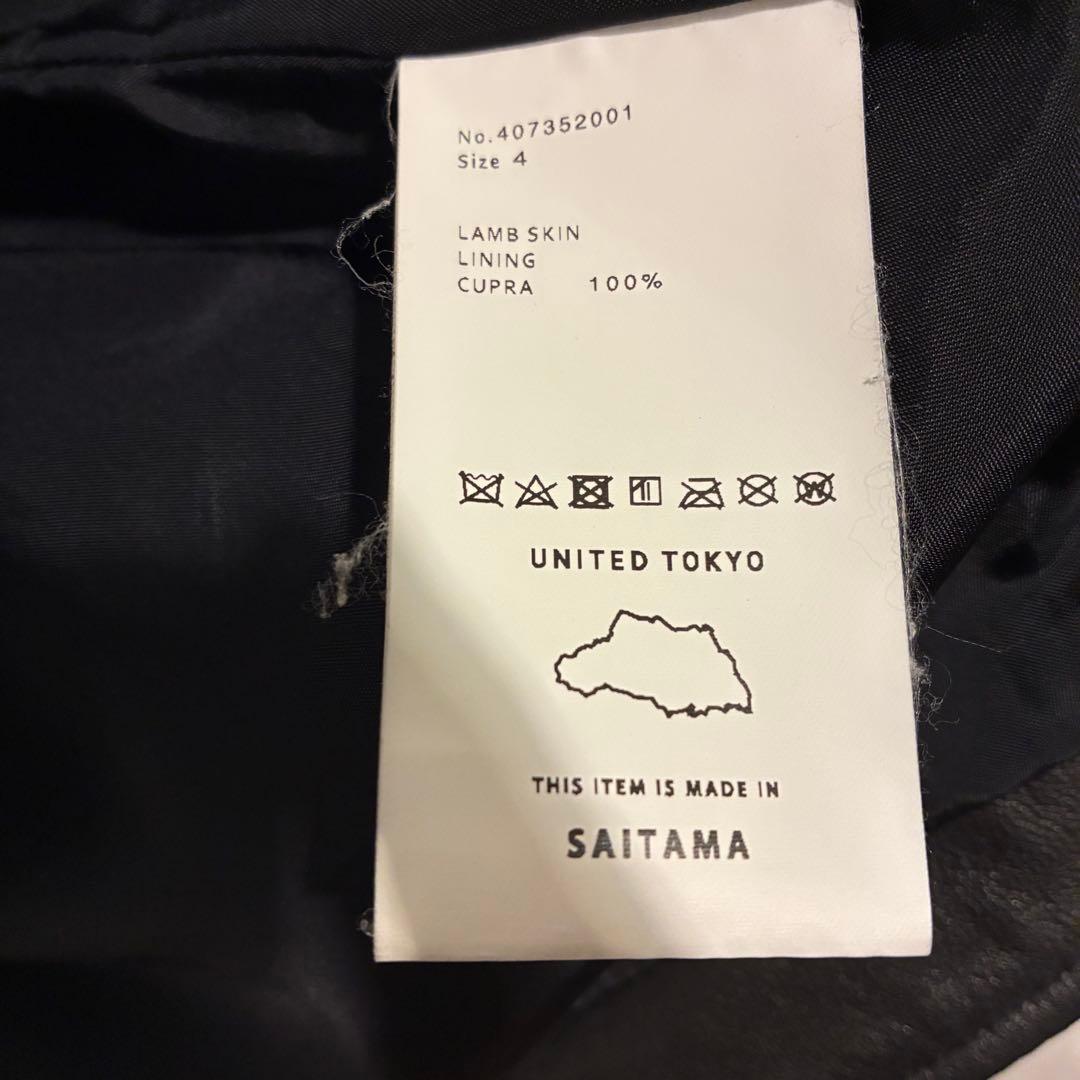 No.407352001
Size 4
LAMB SKIN
LINING
CUPRA 100%
UNITED TOKYO
THIS ITEM IS MADE IN
SAITAMA